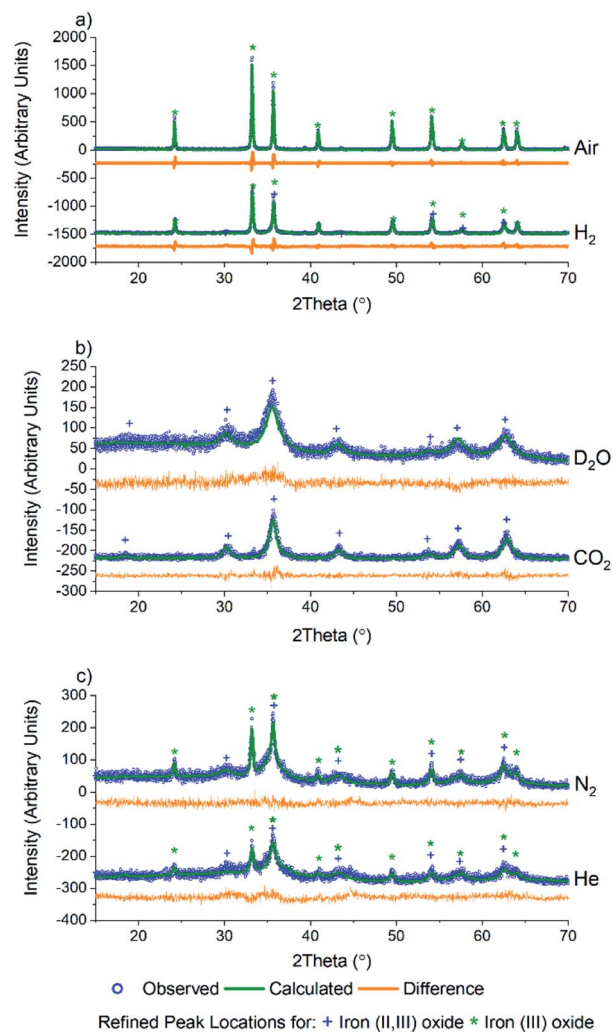 a)
2000
1500
1000
500
0
-500
-1000
-1500
-2000
Intensity (Arbitrary Units)
Air
H₂
20 30 40 50 60 70
2Theta (°)
b)
250
200
150
100
50
0
-50
-100
-150
-200
-250
-300
Intensity (Arbitrary Units)
D₂O
CO₂
20 30 40 50 60 70
2Theta (°)
c)
300
200
100
0
-100
-200
-300
-400
Intensity (Arbitrary Units)
N₂
He
20 30 40 50 60 70
2Theta (°)
Observed Calculated Difference
Refined Peak Locations for: + Iron (II,III) oxide * Iron (III) oxide